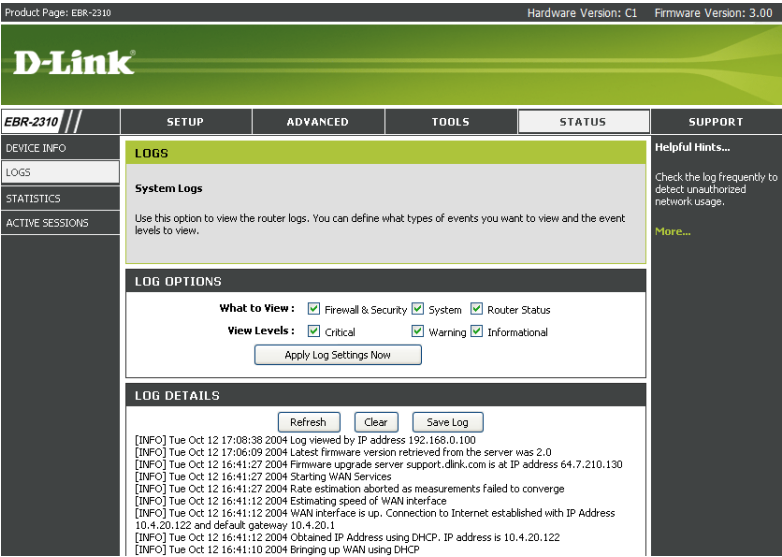 Product Page: EBR-2310
Hardware Version: C1 Firmware Version: 3.00
D-Link
EBR-2310
SETUP
ADVANCED
TOOLS
STATUS
SUPPORT
DEVICE INFO
LOGS
STATISTICS
ACTIVE SESSIONS
LOGS
System Logs
Use this option to view the router logs. You can define what types of events you want to view and the event
levels to view.
LOG OPTIONS
What to View : Firewall & Security System Router Status
View Levels : Critical Warning Informational
Apply Log Settings Now
LOG DETAILS
Refresh Clear Save Log
[INFO] Tue Oct 12 17:08:38 2004 Log viewed by IP address 192.168.0.100
[INFO] Tue Oct 12 17:06:09 2004 Latest firmware version retrieved from the server was 2.0
[INFO] Tue Oct 12 16:41:27 2004 Firmware upgrade server support.dlink.com is at IP address 64.7.210.130
[INFO] Tue Oct 12 16:41:27 2004 Starting WAN Services
[INFO] Tue Oct 12 16:41:27 2004 Rate estimation aborted as measurements failed to converge
[INFO] Tue Oct 12 16:41:12 2004 Estimating speed of WAN interface
[INFO] Tue Oct 12 16:41:12 2004 WAN interface is up. Connection to Internet established with IP Address
10.4.20.122 and default gateway 10.4.20.1
[INFO] Tue Oct 12 16:41:12 2004 Obtained IP Address using DHCP. IP address is 10.4.20.122
[INFO] Tue Oct 12 16:41:10 2004 Bringing up WAN using DHCP
Helpful Hints...
Check the log frequently to
detect unauthorized
network usage.
More...